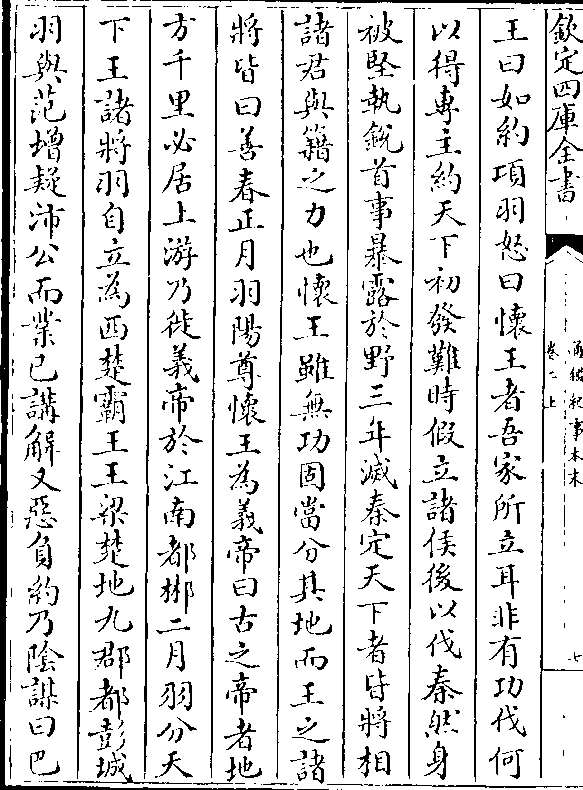 欽定四庫全書
通鑑紀事本末
卷二上
七
王曰如約項羽怒曰懷王者吾家所立耳非有功伐何
以得專主約天下初發難時假立諸侯後以伐秦然身
被堅執銳首事暴露於野三年滅秦定天下者皆將相
諸君與籍之力也懷王雖無功固當分其地而王之諸
將皆曰善春正月羽陽尊懷王為義帝曰古之帝者地
方千里必居上游乃徙義帝於江南都郴二月羽分天
下王諸將羽自立為西楚霸王王梁楚地九郡都彭城
羽與范增疑沛公而業已講解又惡負約乃陰謀曰巴